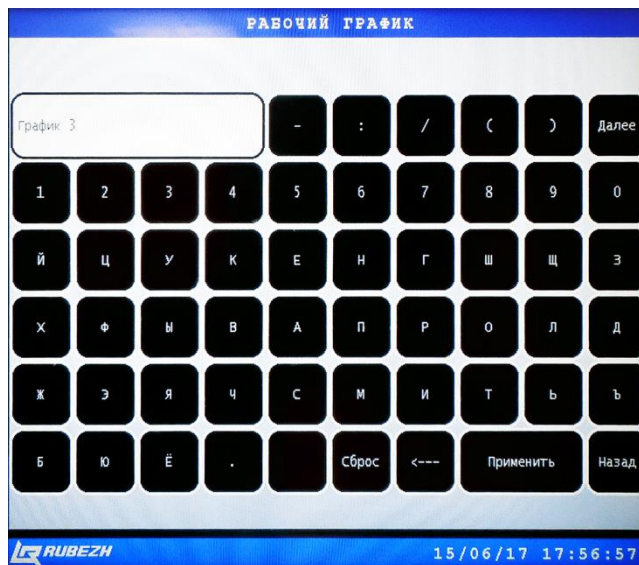 РАБОЧИЙ ГРАФИК
График 3 - : / ( ) Далее
1 2 3 4 5 6 7 8 9 0
Й Ц У К Е Н Г Ш Щ З
Х Ф Ы В А П Р О Л Д
Ж Э Я Ч С М И Т Ь Ъ
Б Ю Ё . Сброс <--- Применить Назад
RUBEZH 15/06/17 17:56:57